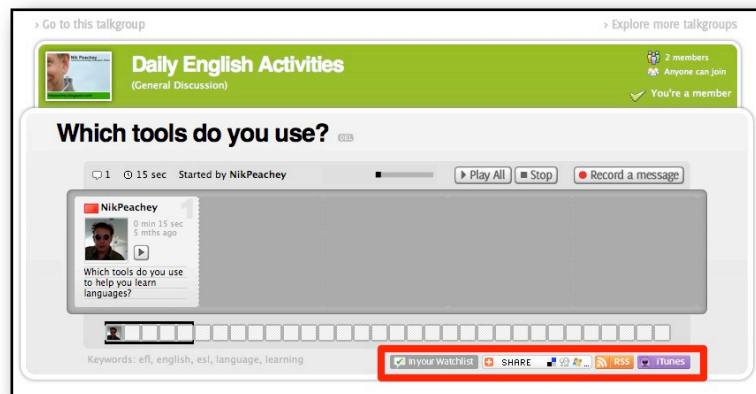 › Go to this talkgroup
› Explore more talkgroups
Nik Peachey
Daily English Activities
(General Discussion)
2 members
Anyone can join
You're a member
Which tools do you use?
1 15 sec Started by NikPeachey
Play All
Stop
Record a message
NikPeachey
1
0 min 15 sec
5 mths ago
Which tools do you use
to help you learn
languages?
Keywords: efl, english, esl, language, learning
in your Watchlist
SHARE
RSS
iTunes